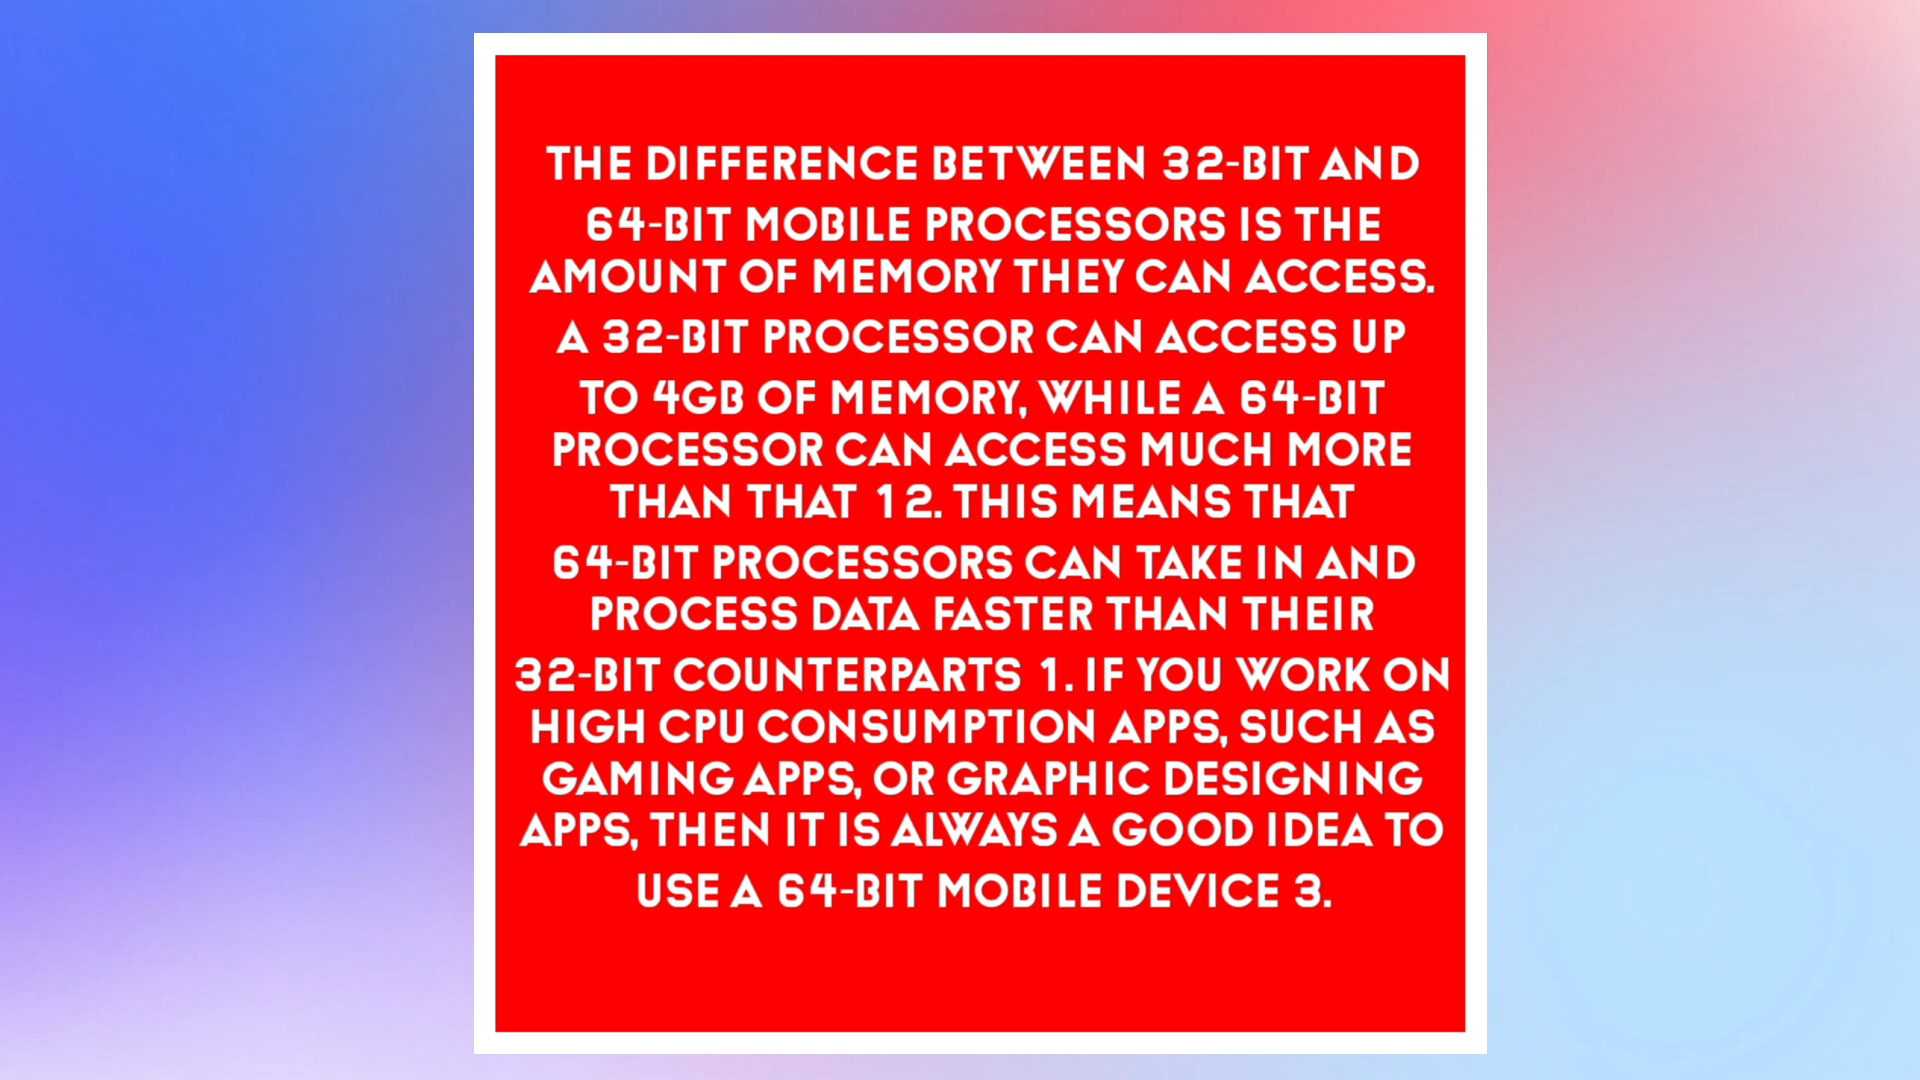 THE DIFFERENCE BETWEEN 32-BIT AND
64-BIT MOBILE PROCESSORS IS THE
AMOUNT OF MEMORY THEY CAN ACCESS.
A 32-BIT PROCESSOR CAN ACCESS UP
TO 4GB OF MEMORY, WHILE A 64-BIT
PROCESSOR CAN ACCESS MUCH MORE
THAN THAT 12. THIS MEANS THAT
64-BIT PROCESSORS CAN TAKE IN AND
PROCESS DATA FASTER THAN THEIR
32-BIT COUNTERPARTS 1. IF YOU WORK ON
HIGH CPU CONSUMPTION APPS, SUCH AS
GAMING APPS, OR GRAPHIC DESIGNING
APPS, THEN IT IS ALWAYS A GOOD IDEA TO
USE A 64-BIT MOBILE DEVICE 3.